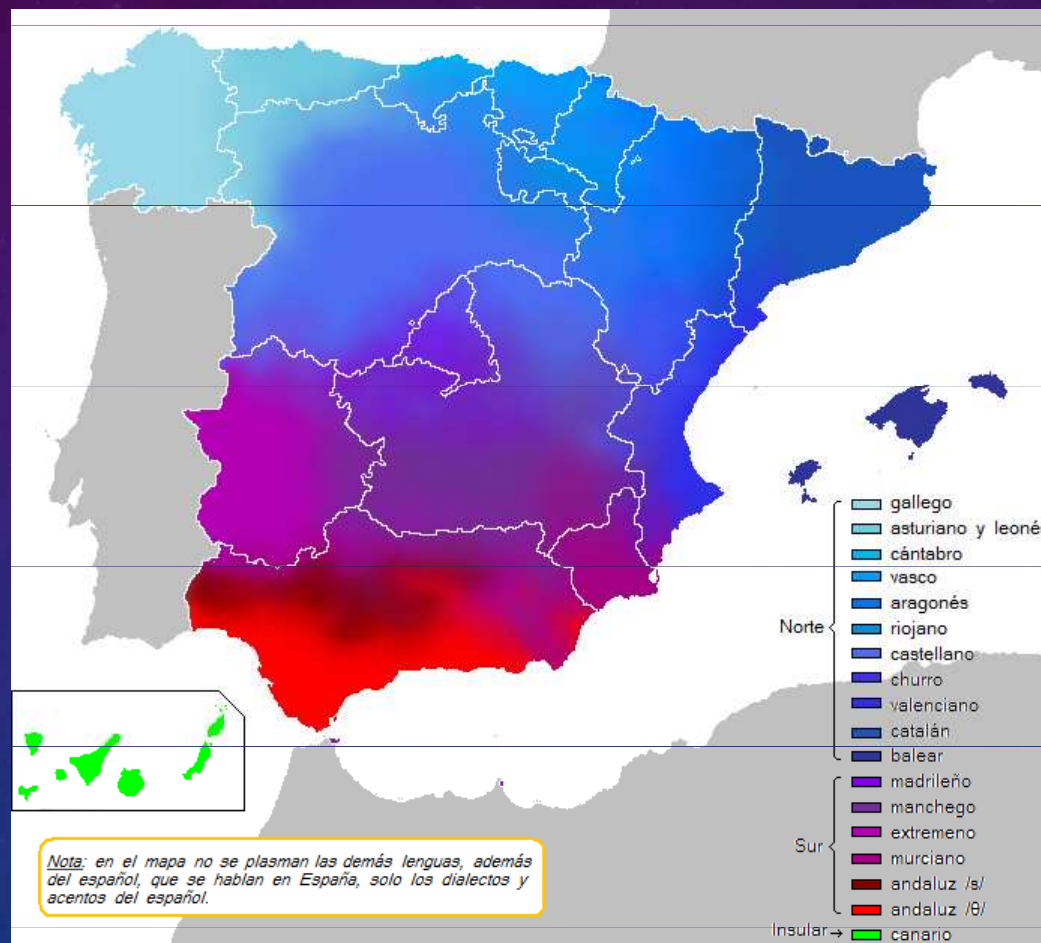 gallego
asturiano y leonés
cántabro
vasco
aragonés
Norte
riojano
castellano
churro
valenciano
catalán
balear
madrileño
manchego
extremeno
Sur
murciano
andaluz /s/
andaluz /θ/
Insular→ canario
Nota: en el mapa no se plasman las demás lenguas, además
del español, que se hablan en España, solo los dialectos y
acentos del español.